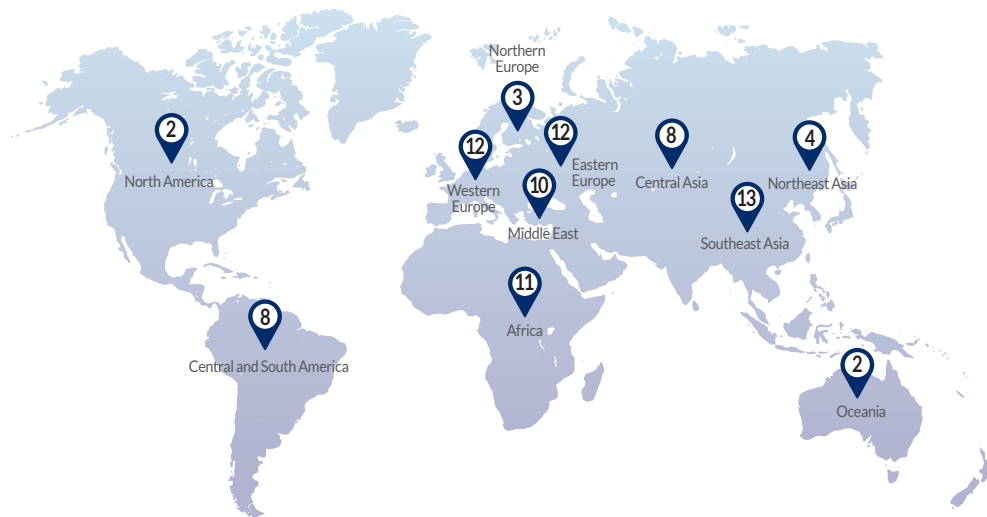 Northern
Europe
3
2
North America
12
Western
Europe
12
Eastern
Europe
10
Middle East
8
Central Asia
4
Northeast Asia
13
Southeast Asia
11
Africa
8
Central and South America
2
Oceania